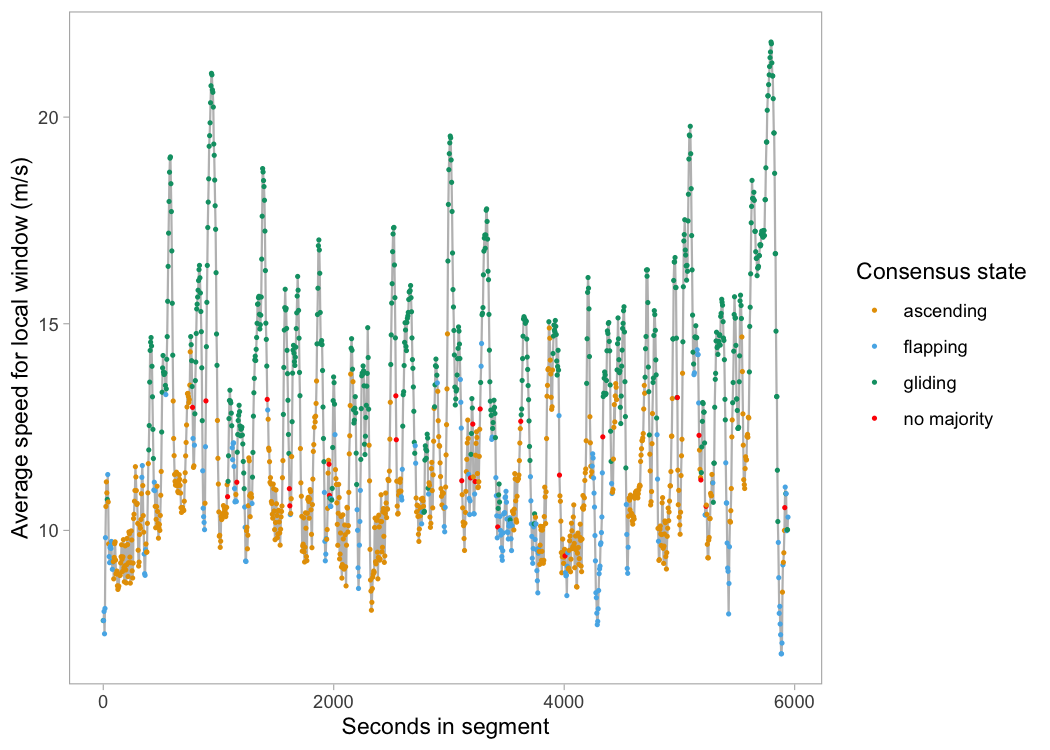 Average speed for local window (m/s)
20
15
10
0
2000
4000
6000
Seconds in segment
Consensus state
ascending
flapping
gliding
no majority